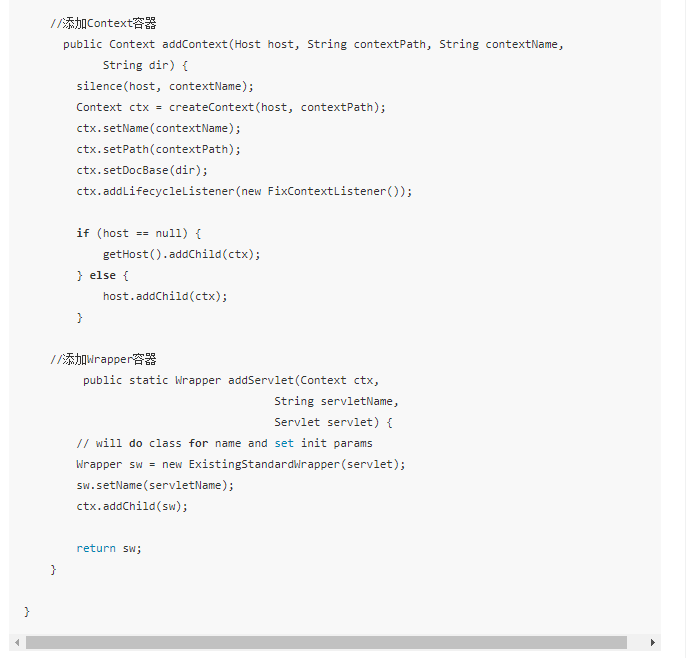 //添加Context容器
public Context addContext(Host host, String contextPath, String contextName,
String dir) {
silence(host, contextName);
Context ctx = createContext(host, contextPath);
ctx.setName(contextName);
ctx.setPath(contextPath);
ctx.setDocBase(dir);
ctx.addLifecycleListener(new FixContextListener());
if (host == null) {
getHost().addChild(ctx);
} else {
host.addChild(ctx);
}
//添加Wrapper容器
public static Wrapper addServlet(Context ctx,
String servletName,
Servlet servlet) {
// will do class for name and set init params
Wrapper sw = new ExistingStandardWrapper(servlet);
sw.setName(servletName);
ctx.addChild(sw);
return sw;
}
}